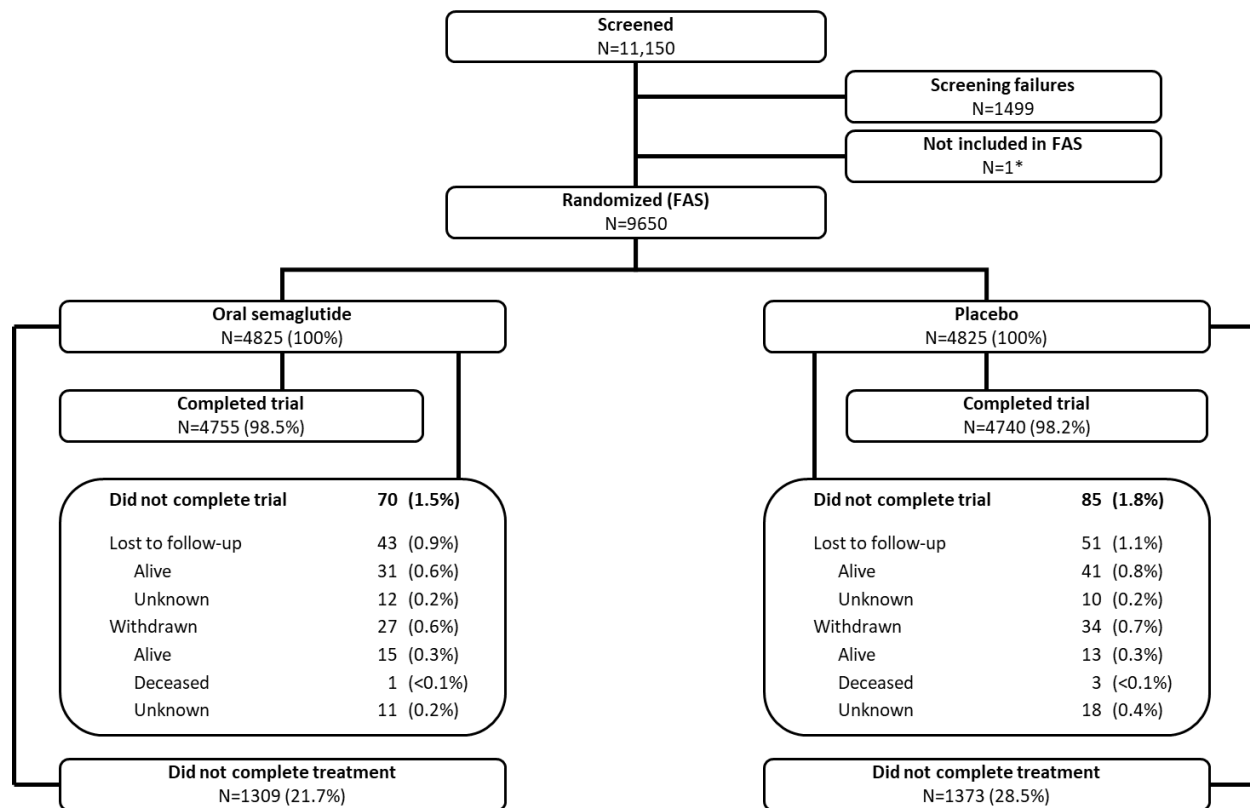 Screened
N=11,150
Screening failures
N=1499
Not included in FAS
N=1*
Randomized (FAS)
N=9650
Oral semaglutide
N=4825 (100%)
Placebo
N=4825 (100%)
Completed trial
N=4755 (98.5%)
Completed trial
N=4740 (98.2%)
Did not complete trial 70 (1.5%)
Lost to follow-up 43 (0.9%)
Alive 31 (0.6%)
Unknown 12 (0.2%)
Withdrawn 27 (0.6%)
Alive 15 (0.3%)
Deceased 1 (<0.1%)
Unknown 11 (0.2%)
Did not complete trial 85 (1.8%)
Lost to follow-up 51 (1.1%)
Alive 41 (0.8%)
Unknown 10 (0.2%)
Withdrawn 34 (0.7%)
Alive 13 (0.3%)
Deceased 3 (<0.1%)
Unknown 18 (0.4%)
Did not complete treatment
N=1309 (21.7%)
Did not complete treatment
N=1373 (28.5%)